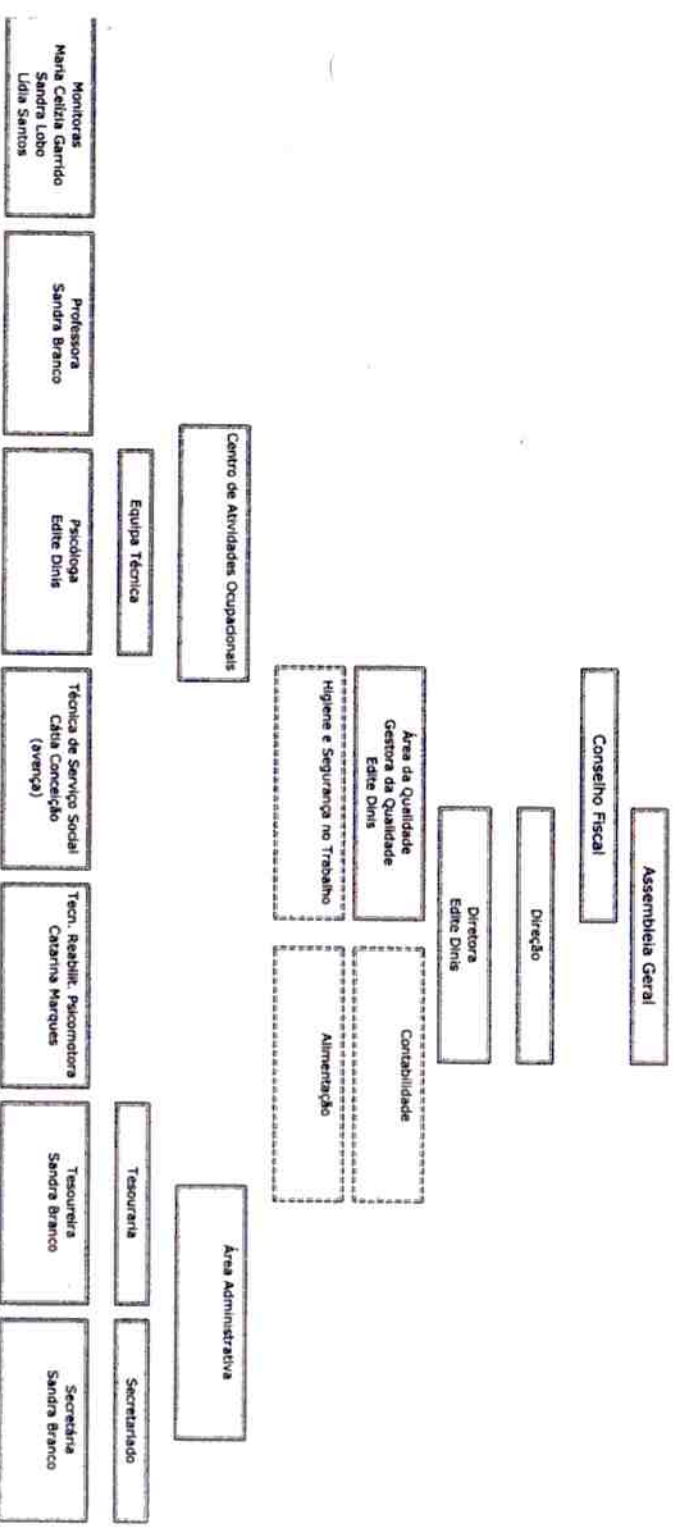 Assembleia Geral
Conselho Fiscal
Direção
Diretora
Edite Dinis
Área da Qualidade
Gestora da Qualidade
Edite Dinis
Contabilidade
Higiene e Segurança no Trabalho
Alimentação
Centro de Atividades Ocupacionais
Área Administrativa
Equipa Técnica
Tesouraria
Secretariado
Monitoras
Maria Celízia Garrido
Sandra Lobo
Lídia Santos
Professora
Sandra Branco
Psicóloga
Edite Dinis
Técnica de Serviço Social
Cátia Conceição
(avença)
Tecn. Reabilit. Psicomotora
Catarina Marques
Tesoureira
Sandra Branco
Secretária
Sandra Branco